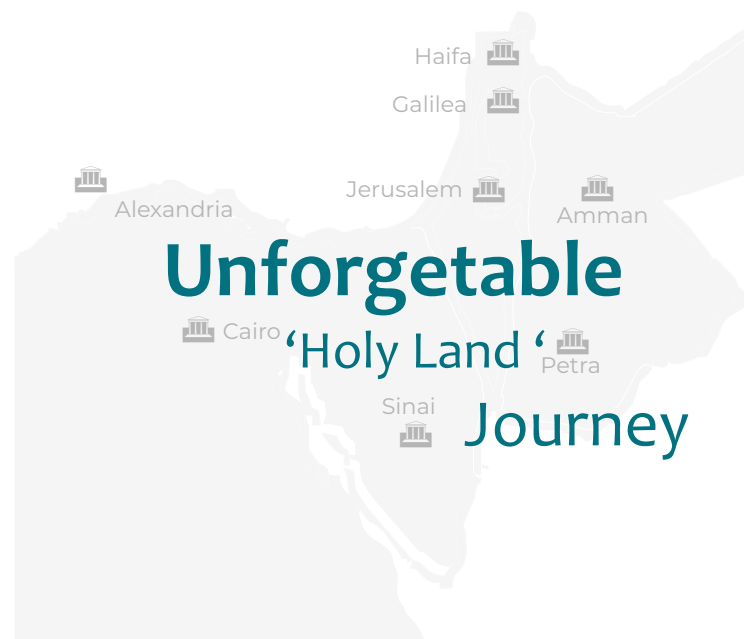 Haifa
Galilea
Jerusalem
Alexandria
Amman
Unforgetable
Cairo
‘Holy Land ‘
Petra
Sinai
Journey